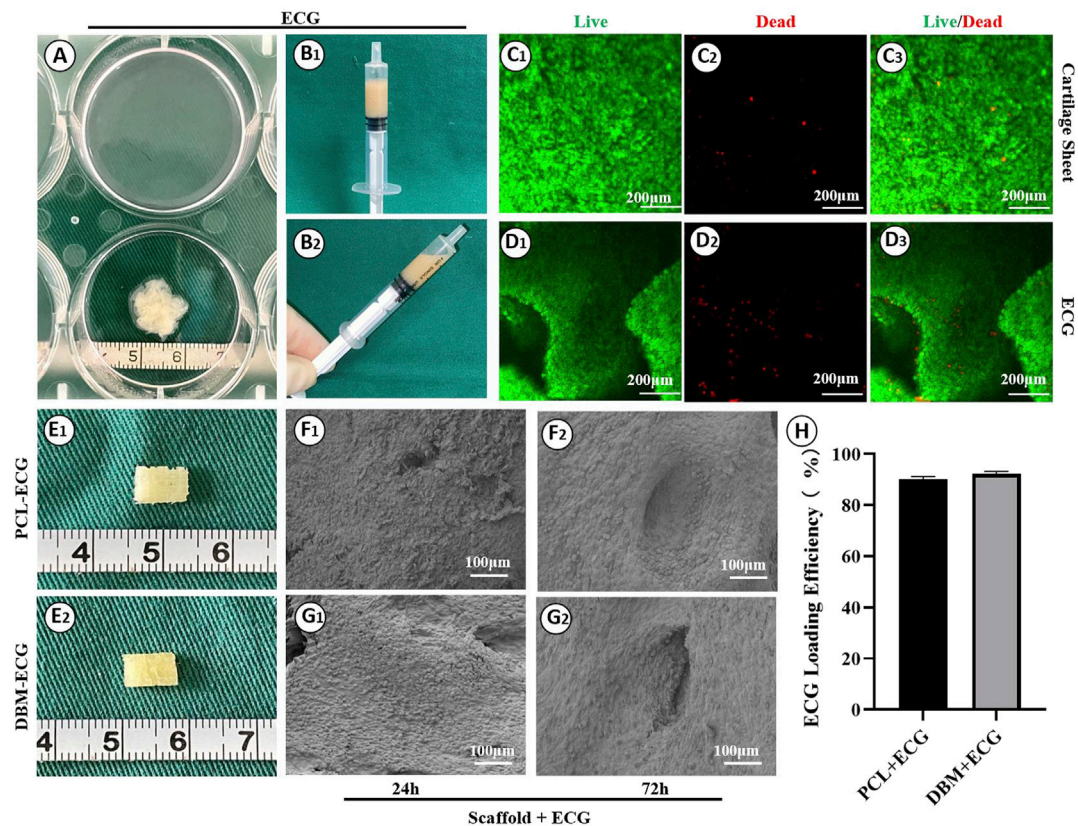 ECG
Live
Dead
Live/Dead
A
B1
C1
C2
C3
200μm
200μm
200μm
Cartilage Sheet
B2
D1
D2
D3
200μm
200μm
200μm
ECG
5 6 7
E1
F1
F2
H
PCL-ECG
4 5 6
100μm
100μm
E2
G1
G2
DBM-ECG
4 5 6 7
100μm
100μm
ECG Loading Efficiency ( %)
100
80
60
40
20
0
PCL+ECG
DBM+ECG
24h
72h
Scaffold + ECG